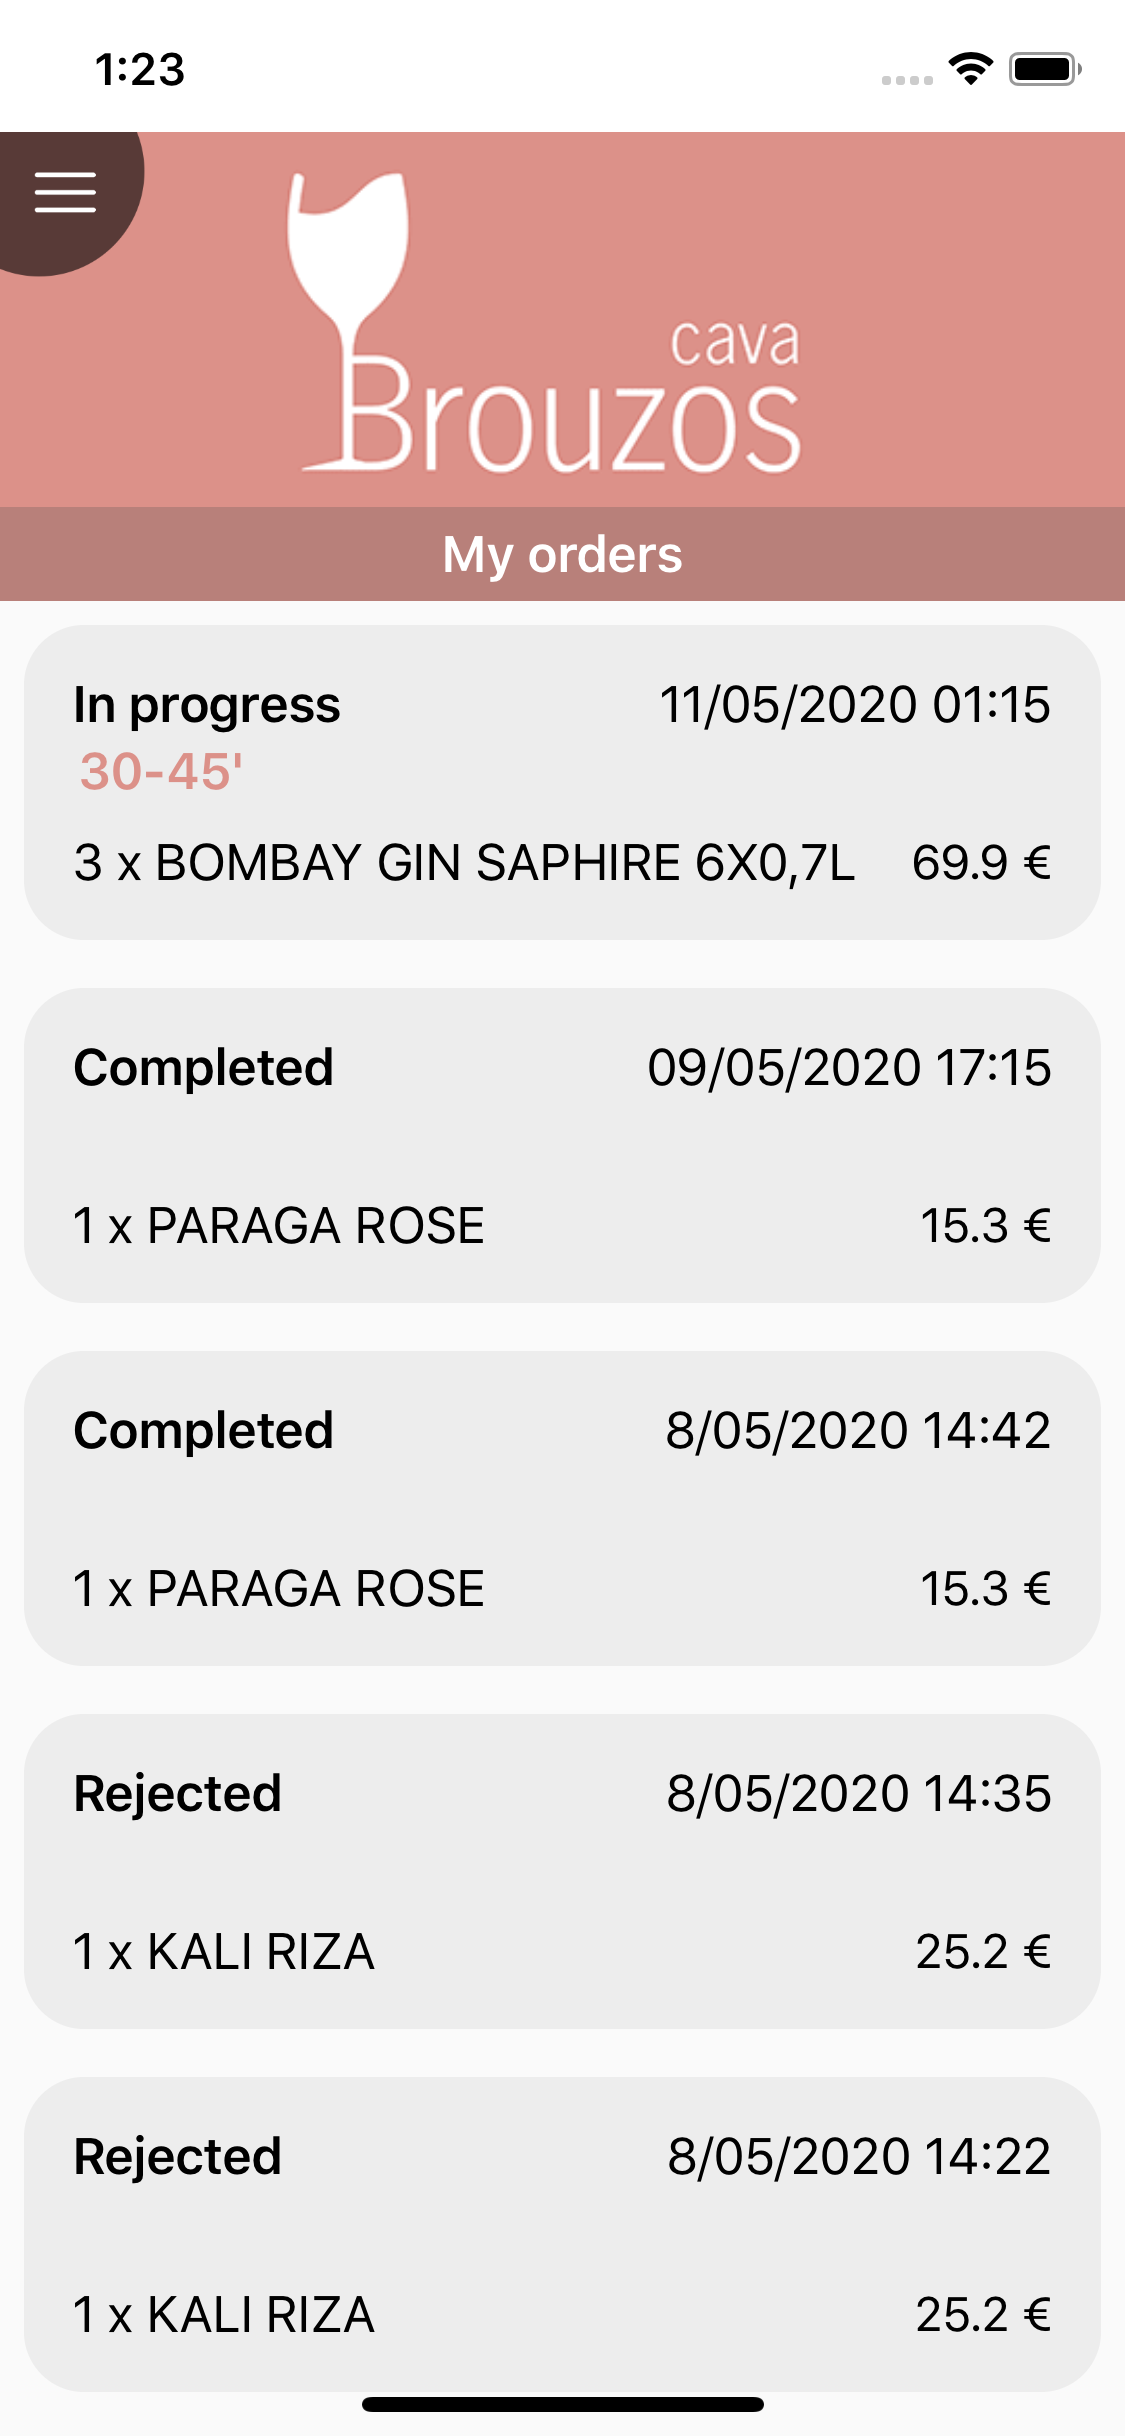 1:23
cava
Brouzos
My orders
In progress 11/05/2020 01:15
30-45'
3 x BOMBAY GIN SAPHIRE 6X0,7L 69.9 €
Completed 09/05/2020 17:15
1 x PARAGA ROSE 15.3 €
Completed 8/05/2020 14:42
1 x PARAGA ROSE 15.3 €
Rejected 8/05/2020 14:35
1 x KALI RIZA 25.2 €
Rejected 8/05/2020 14:22
1 x KALI RIZA 25.2 €